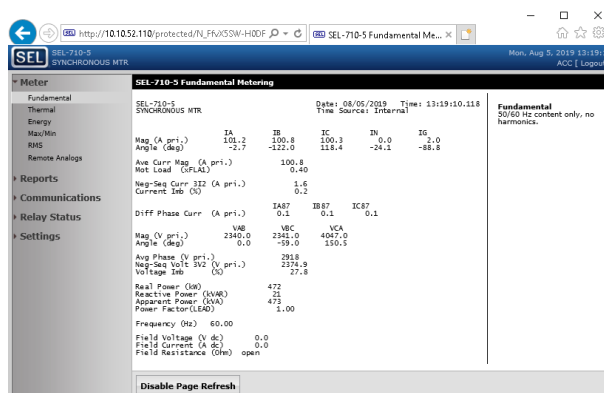 http://10.10.52.110/protected/N_FfvX5SW-H0DF
SEL-710-5 Fundamental Me...
SEL
SEL-710-5
SYNCHRONOUS MTR
Mon, Aug 5, 2019 13:19:
ACC [ Logout
Meter
Fundamental
Thermal
Energy
Max/Min
RMS
Remote Analogs
Reports
Communications
Relay Status
Settings
SEL-710-5 Fundamental Metering
SEL-710-5 Date: 08/05/2019 Time: 13:19:10.118
SYNCHRONOUS MTR Time Source: Internal
IA IB IC IN IG
Mag (A pri.) 101.2 100.8 100.3 0.0 2.0
Angle (deg) -2.7 -122.0 118.4 -24.1 -88.8
Ave Curr Mag (A pri.) 100.8
Mot Load (xFLA1) 0.40
Neg-Seq Curr 3I2 (A pri.) 1.6
Current Imb (%) 0.2
IA87 IB87 IC87
Diff Phase Curr (A pri.) 0.1 0.1 0.1
VAB VBC VCA
Mag (V pri.) 2340.0 2341.0 4047.0
Angle (deg) 0.0 -59.0 150.5
Avg Phase (V pri.) 2918
Neg-Seq Volt 3V2 (V pri.) 2374.9
Voltage Imb (%) 27.8
Real Power (kW) 472
Reactive Power (kVAR) 21
Apparent Power (kVA) 473
Power Factor(LEAD) 1.00
Frequency (Hz) 60.00
Field Voltage (V dc) 0.0
Field Current (A dc) 0.0
Field Resistance (Ohm) open
Fundamental
50/60 Hz content only, no
harmonics.
Disable Page Refresh